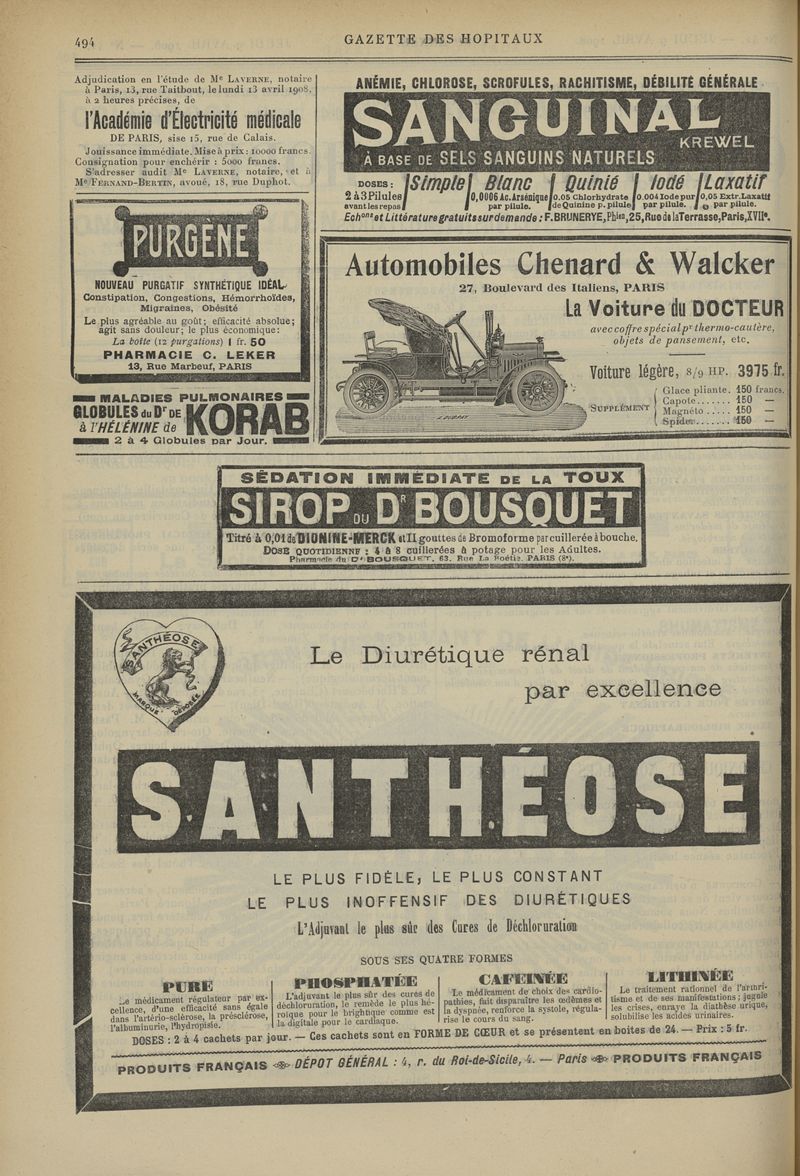 494
GAZETTE DES HOPITAUX
Adjudication en l'étude de Me LAVERNE, notaire
à Paris, 13, rue Taitbout, le lundi 13 avril 1908,
à 2 heures précises, de
l'Académie d'Électricité médicale
DE PARIS, sise 15, rue de Calais.
Jouissance immédiate. Mise à prix : 10000 francs.
Consignation pour enchérir : 5000 francs.
S'adresser audit Me LAVERNE, notaire, et à
Me FERNAND-BERTIN, avoué, 18, rue Duphot.
PURGÈNE
NOUVEAU PURGATIF SYNTHÉTIQUE IDÉAL
Constipation, Congestions, Hémorrhoïdes,
Migraines, Obésité
Le plus agréable au goût; efficacité absolue;
agit sans douleur; le plus économique:
La boîte (12 purgations) 1 fr. 50
PHARMACIE C. LEKER
13, Rue Marbeuf, PARIS
MALADIES PULMONAIRES
GLOBULES du Dr DE
à l'HÉLÉNINE de
KORAB
2 à 4 Globules par Jour.
ANÉMIE, CHLOROSE, SCROFULES, RACHITISME, DÉBILITÉ GÉNÉRALE
SANGUINAL
KREWEL
À BASE DE SELS SANGUINS NATURELS
DOSES :
2 à 3 Pilules
avant les repas
Simple
Blanc
0,0006 Ac. Arsénique
par pilule.
Quinié
0.05 Chlorhydrate
de Quinine p. pilule
Iodé
0.004 Iode pur
par pilule.
Laxatif
0,05 Extr. Laxatif
par pilule.
Echons et Littérature gratuits sur demande : F. BRUNERYE, Phien, 25, Rue de la Terrasse, Paris, XVIIe.
Automobiles Chenard & Walcker
27, Boulevard des Italiens, PARIS
La Voiture du DOCTEUR
avec coffre spécial pr thermo-cautère,
objets de pansement, etc.
Voiture légère, 8/9 HP. 3975 fr.
SUPPLÉMENT
Glace pliante. 150 francs.
Capote....... 150 —
Magnéto ..... 150 —
Spider....... 150 —
SÉDATION IMMÉDIATE DE LA TOUX
SIROP DU Dr BOUSQUET
Titré à 0,01 de DIONINE-MERCK et II gouttes de Bromoforme par cuillerée à bouche.
DOSE QUOTIDIENNE : 4 à 8 cuillerées à potage pour les Adultes.
Pharmacie du Dr BOUSQUET, 63, Rue La Boétie, PARIS (8e).
SANTHÉOSE
MARQUE DÉPOSÉE
Le Diurétique rénal
par excellence
SANTHÉOSE
LE PLUS FIDÈLE, LE PLUS CONSTANT
LE PLUS INOFFENSIF DES DIURÉTIQUES
L'Adjuvant le plus sûr des Cures de Déchloruration
SOUS SES QUATRE FORMES
PURE
Le médicament régulateur par ex-
cellence, d'une efficacité sans égale
dans l'artério-sclérose, la présclérose,
l'albuminurie, l'hydropisie.
PHOSPHATÉE
L'adjuvant le plus sûr des cures de
déchloruration, le remède le plus hé-
roïque pour le brightique comme est
la digitale pour le cardiaque.
CAFÉINÉE
Le médicament de choix des cardio-
pathies, fait disparaître les œdèmes et
la dyspnée, renforce la systole, régula-
rise le cours du sang.
LITHINÉE
Le traitement rationnel de l'arthri-
tisme et de ses manifestations ; jugule
les crises, enraye la diathèse urique,
solubilise les acides urinaires.
DOSES : 2 à 4 cachets par jour. — Ces cachets sont en FORME DE CŒUR et se présentent en boites de 24. — Prix : 5 fr.
PRODUITS FRANÇAIS DÉPOT GÉNÉRAL : 4, r. du Roi-de-Sicile, 4. — Paris PRODUITS FRANÇAIS